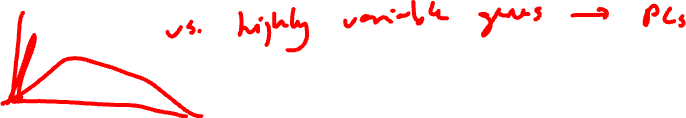 vs. highly variable genes → PCs